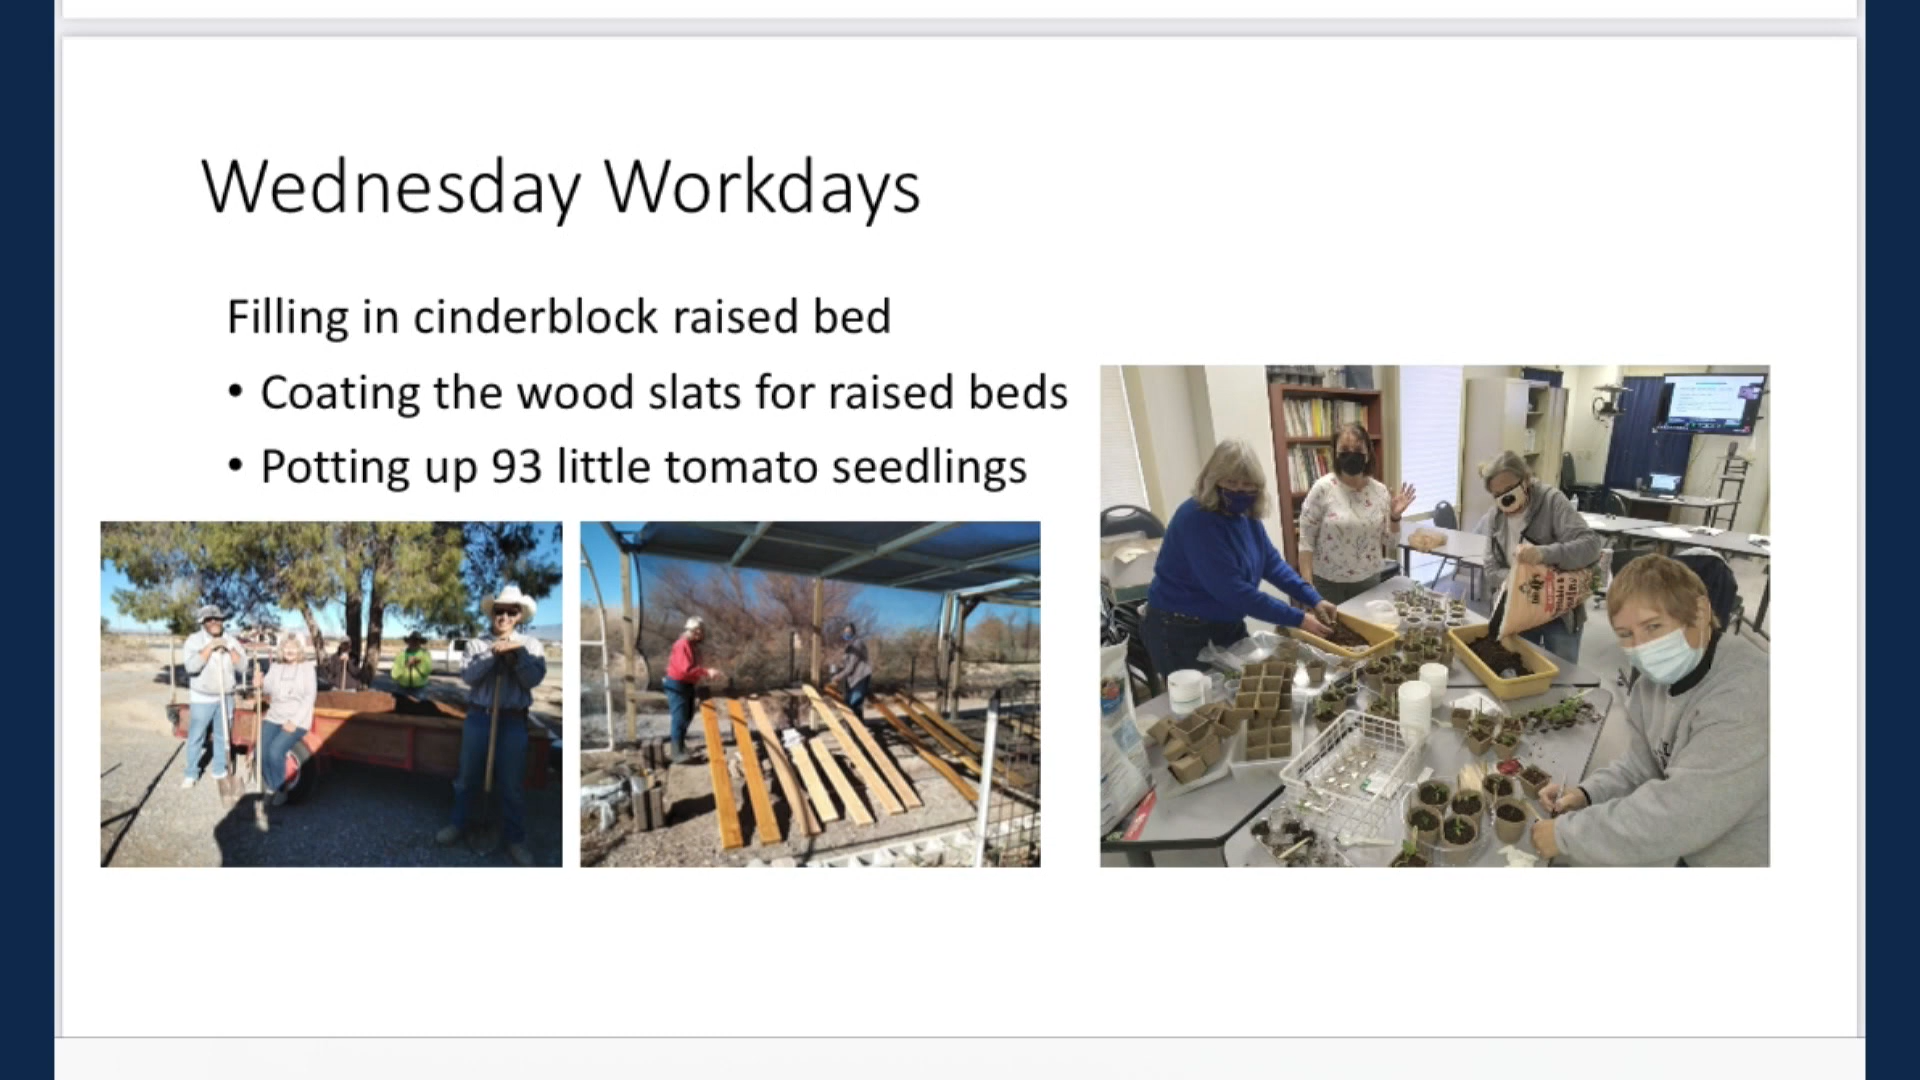 Wednesday Workdays
Filling in cinderblock raised bed
• Coating the wood slats for raised beds
• Potting up 93 little tomato seedlings